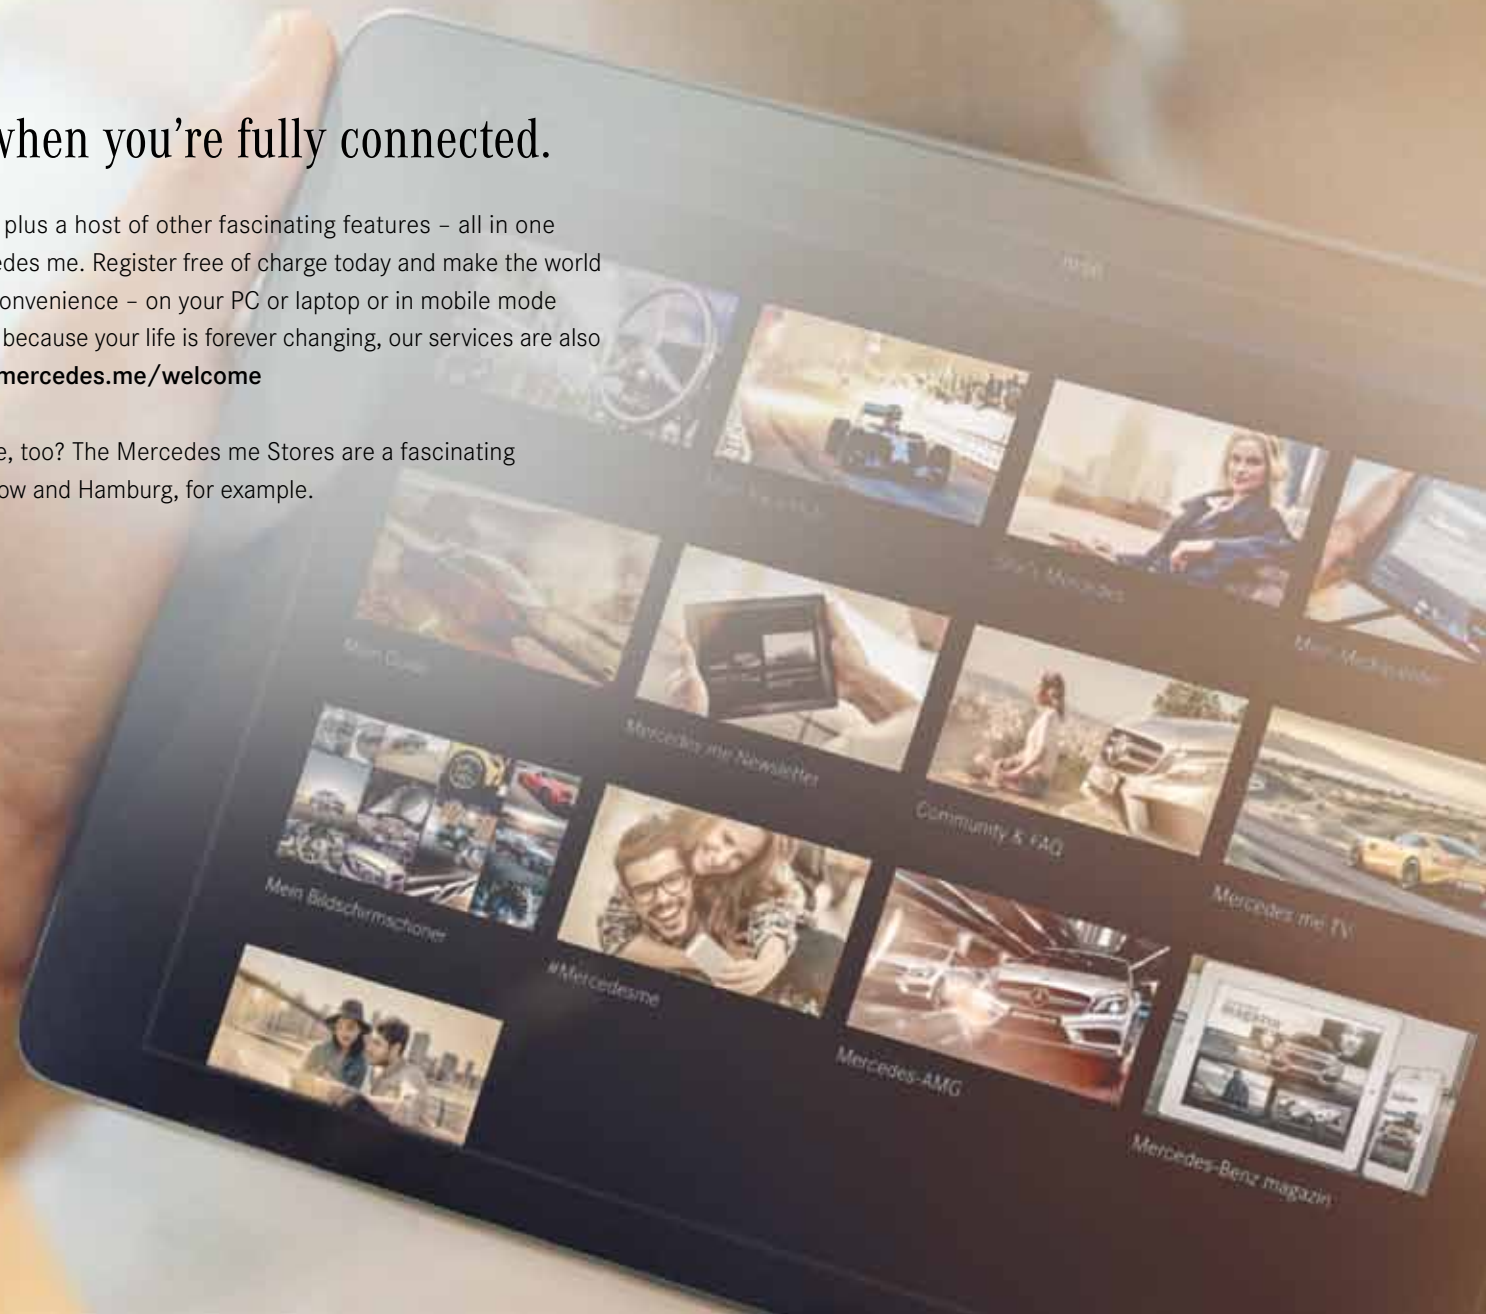 when you're fully connected.
plus a host of other fascinating features – all in one
edes me. Register free of charge today and make the world
onvenience – on your PC or laptop or in mobile mode
because your life is forever changing, our services are also
mercedes.me/welcome
e, too? The Mercedes me Stores are a fascinating
ow and Hamburg, for example.
She's Mercedes
Mercedes me Newsletter
Community & FAQ
Mercedes me TV
Mein Bildschirmschoner
#Mercedesme
Mercedes-AMG
Mercedes-Benz magazin